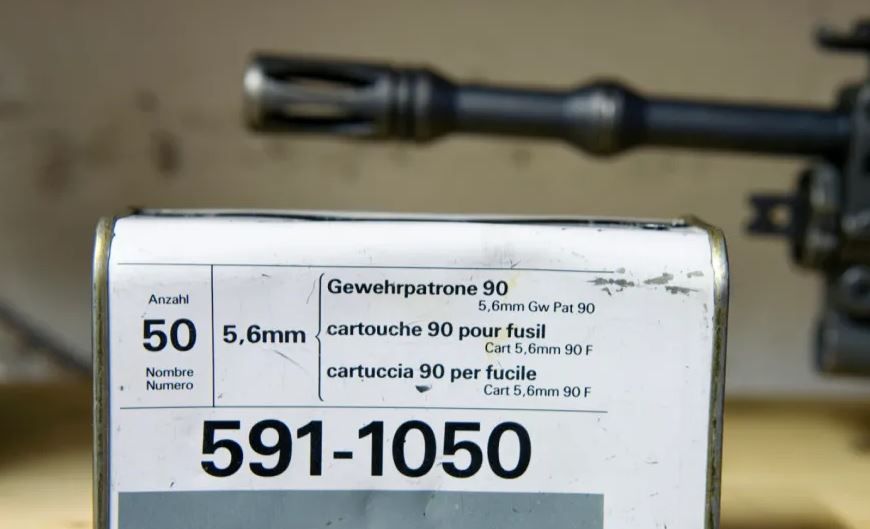 Anzahl
50
Nombre
Numero
5,6mm
Gewehrpatrone 90
5,6mm Gw Pat 90
cartouche 90 pour fusil
Cart 5,6mm 90 F
cartuccia 90 per fucile
Cart 5,6mm 90 F
591-1050